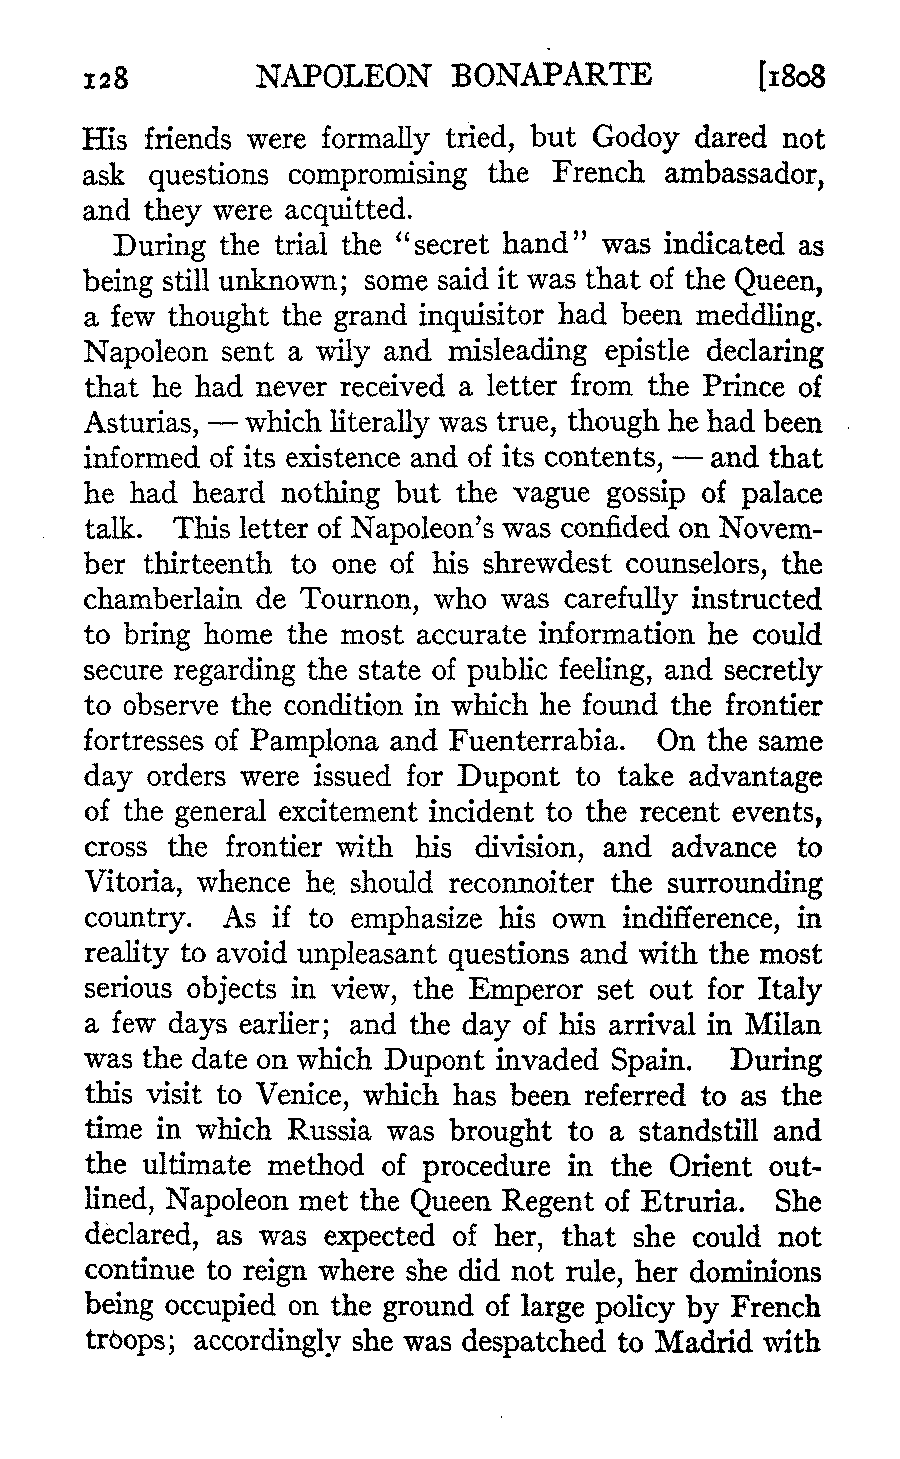 128 NAPOLEON BONAPARTE [1808
His friends were formally tried, but Godoy dared not
ask questions compromising the French ambassador,
and they were acquitted.
During the trial the "secret hand" was indicated as
being still unknown; some said it was that of the Queen,
a few thought the grand inquisitor had been meddling.
Napoleon sent a wily and misleading epistle declaring
that he had never received a letter from the Prince of
Asturias, — which literally was true, though he had been
informed of its existence and of its contents, — and that
he had heard nothing but the vague gossip of palace
talk. This letter of Napoleon's was confided on Novem-
ber thirteenth to one of his shrewdest counselors, the
chamberlain de Tournon, who was carefully instructed
to bring home the most accurate information he could
secure regarding the state of public feeling, and secretly
to observe the condition in which he found the frontier
fortresses of Pamplona and Fuenterrabia. On the same
day orders were issued for Dupont to take advantage
of the general excitement incident to the recent events,
cross the frontier with his division, and advance to
Vitoria, whence he should reconnoiter the surrounding
country. As if to emphasize his own indifference, in
reality to avoid unpleasant questions and with the most
serious objects in view, the Emperor set out for Italy
a few days earlier; and the day of his arrival in Milan
was the date on which Dupont invaded Spain. During
this visit to Venice, which has been referred to as the
time in which Russia was brought to a standstill and
the ultimate method of procedure in the Orient out-
lined, Napoleon met the Queen Regent of Etruria. She
declared, as was expected of her, that she could not
continue to reign where she did not rule, her dominions
being occupied on the ground of large policy by French
troops; accordingly she was despatched to Madrid with